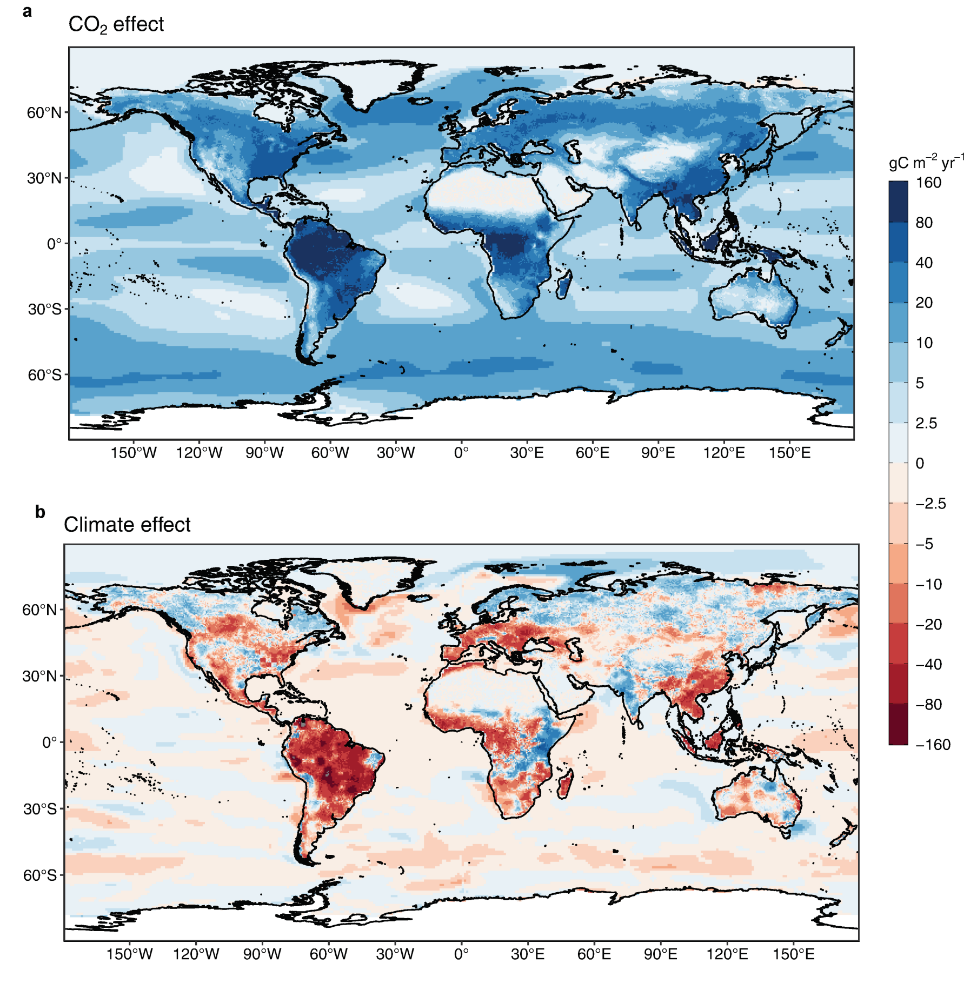 a
CO₂ effect
60°N
30°N
0°
30°S
60°S
150°W 120°W 90°W 60°W 30°W 0° 30°E 60°E 90°E 120°E 150°E
gC m⁻² yr⁻¹
160
80
40
20
10
5
2.5
0
−2.5
−5
−10
−20
−40
−80
−160
b
Climate effect
60°N
30°N
0°
30°S
60°S
150°W 120°W 90°W 60°W 30°W 0° 30°E 60°E 90°E 120°E 150°E